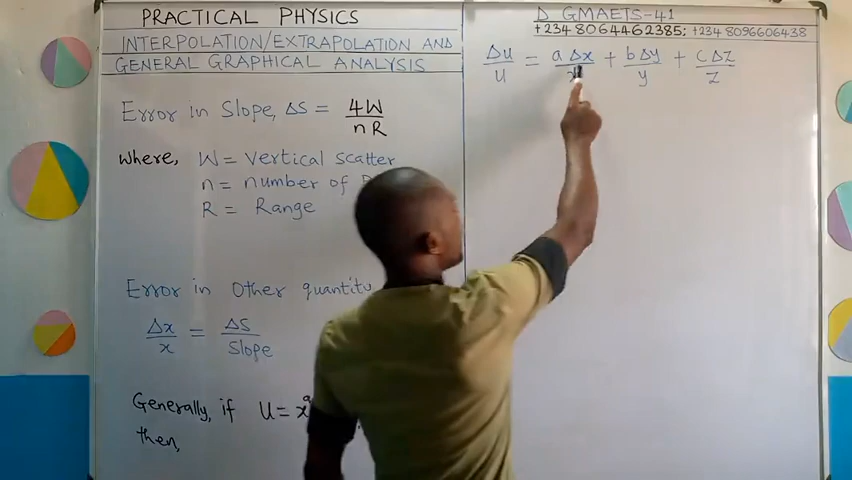 PRACTICAL PHYSICS
INTERPOLATION/EXTRAPOLATION AND
GENERAL GRAPHICAL ANALYSIS
Error in Slope, ΔS = 4W / nR
where, W = Vertical scatter
n = number of
R = Range
Error in Other quantity
Δx / x = ΔS / Slope
Generally, if U = x^a
then,
D GMAETS-41
+234 8064462385; +234 8096606438
Δu / u = aΔx / x + bΔy / y + cΔz / z